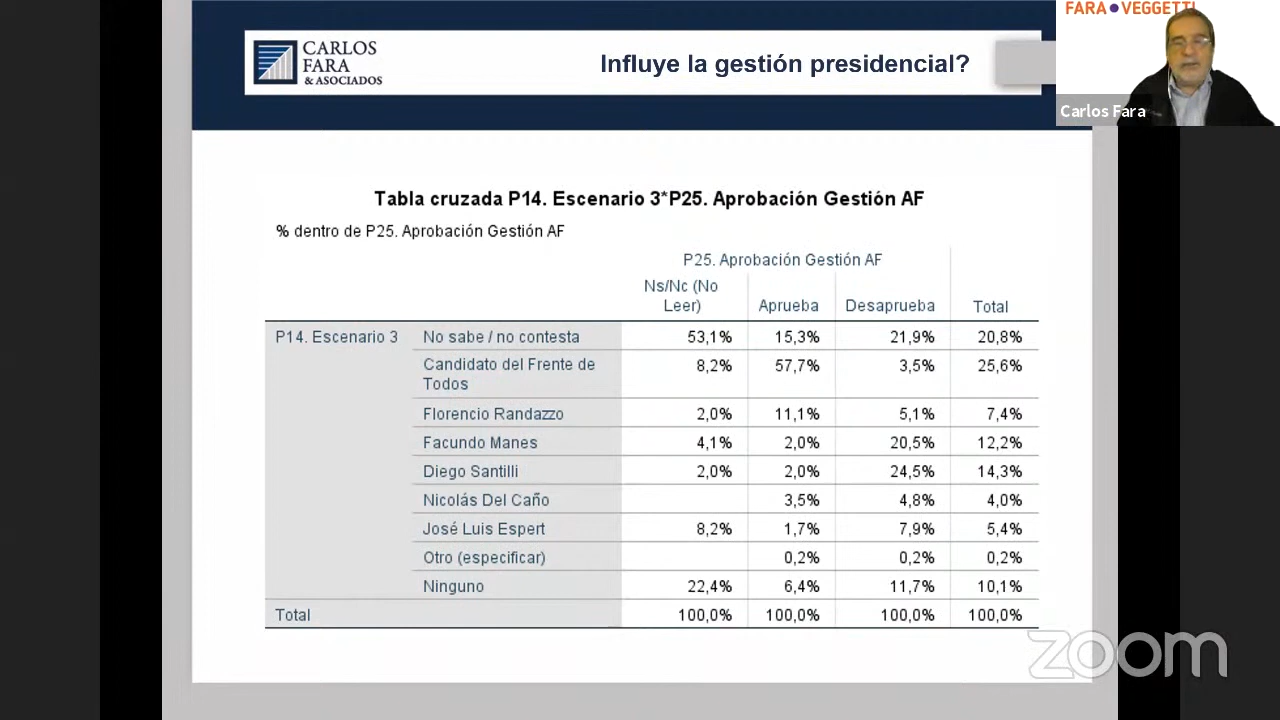 FARA VEGGETTI
CARLOS
FARA
& ASOCIADOS
Influye la gestión presidencial?
Carlos Fara
Tabla cruzada P14. Escenario 3*P25. Aprobación Gestión AF
% dentro de P25. Aprobación Gestión AF
P25. Aprobación Gestión AF
Ns/Nc (No
Leer) Aprueba Desaprueba Total
P14. Escenario 3 No sabe / no contesta 53,1% 15,3% 21,9% 20,8%
Candidato del Frente de 8,2% 57,7% 3,5% 25,6%
Todos
Florencio Randazzo 2,0% 11,1% 5,1% 7,4%
Facundo Manes 4,1% 2,0% 20,5% 12,2%
Diego Santilli 2,0% 2,0% 24,5% 14,3%
Nicolás Del Caño 3,5% 4,8% 4,0%
José Luis Espert 8,2% 1,7% 7,9% 5,4%
Otro (especificar) 0,2% 0,2% 0,2%
Ninguno 22,4% 6,4% 11,7% 10,1%
Total 100,0% 100,0% 100,0% 100,0%
zoom